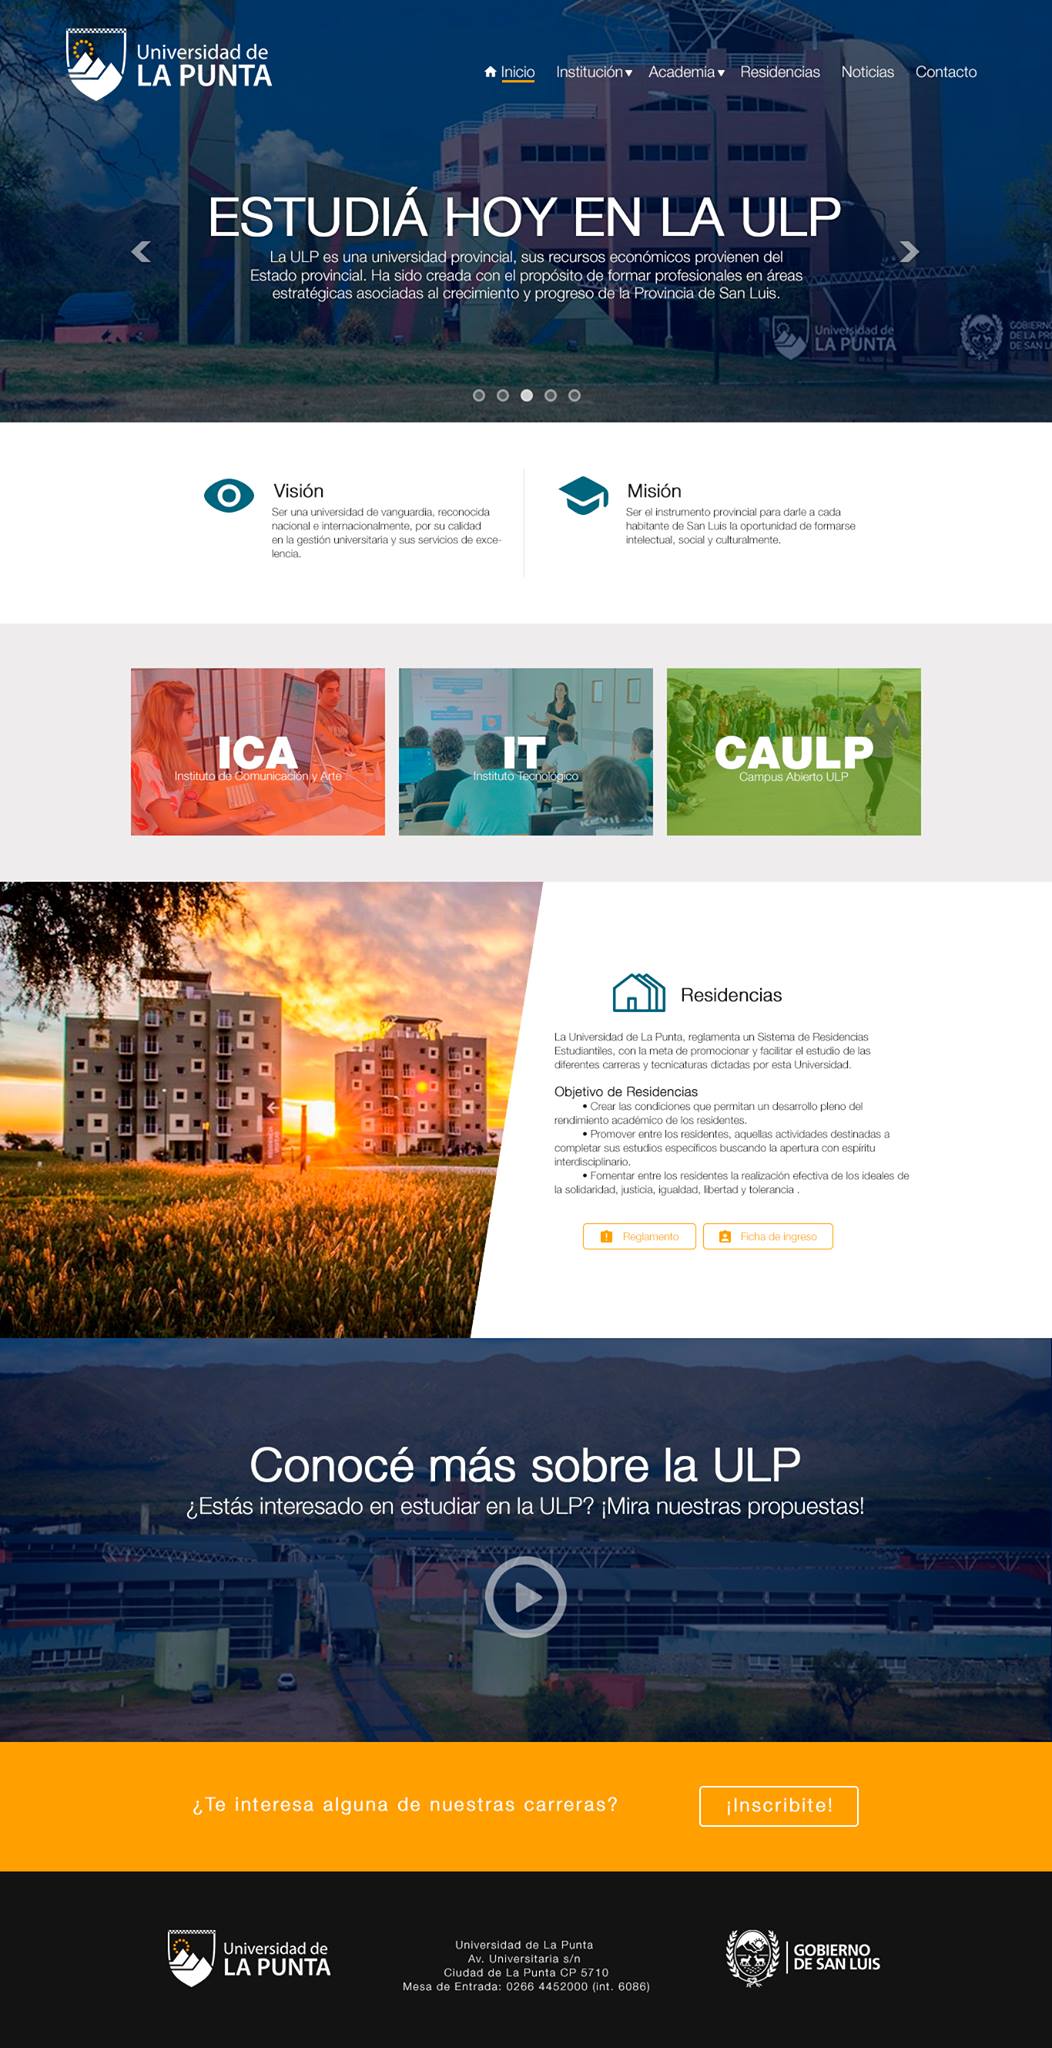 Universidad de
LA PUNTA
Inicio Institución Academia Residencias Noticias Contacto
ESTUDIÁ HOY EN LA ULP
La ULP es una universidad provincial, sus recursos económicos provienen del
Estado provincial. Ha sido creada con el propósito de formar profesionales en áreas
estratégicas asociadas al crecimiento y progreso de la Provincia de San Luis.
Universidad de
LA PUNTA
GOBIERNO
DE LA PR
DE SAN LU
Visión
Ser una universidad de vanguardia, reconocida
nacional e internacionalmente, por su calidad
en la gestión universitaria y sus servicios de exce-
lencia.
Misión
Ser el instrumento provincial para darle a cada
habitante de San Luis la oportunidad de formarse
intelectual, social y culturalmente.
ICA
Instituto de Comunicación y Arte
IT
Instituto Tecnológico
CAULP
Campus Abierto ULP
Residencias
La Universidad de La Punta, reglamenta un Sistema de Residencias
Estudiantiles, con la meta de promocionar y facilitar el estudio de las
diferentes carreras y tecnicaturas dictadas por esta Universidad.
Objetivo de Residencias
• Crear las condiciones que permitan un desarrollo pleno del
rendimiento académico de los residentes.
• Promover entre los residentes, aquellas actividades destinadas a
completar sus estudios específicos buscando la apertura con espíritu
interdisciplinario.
• Fomentar entre los residentes la realización efectiva de los ideales de
la solidaridad, justicia, igualdad, libertad y tolerancia .
Reglamento
Ficha de ingreso
Conocé más sobre la ULP
¿Estás interesado en estudiar en la ULP? ¡Mira nuestras propuestas!
¿Te interesa alguna de nuestras carreras?
¡Inscribite!
Universidad de
LA PUNTA
Universidad de La Punta
Av. Universitaria s/n
Ciudad de La Punta CP 5710
Mesa de Entrada: 0266 4452000 (int. 6086)
GOBIERNO
DE SAN LUIS